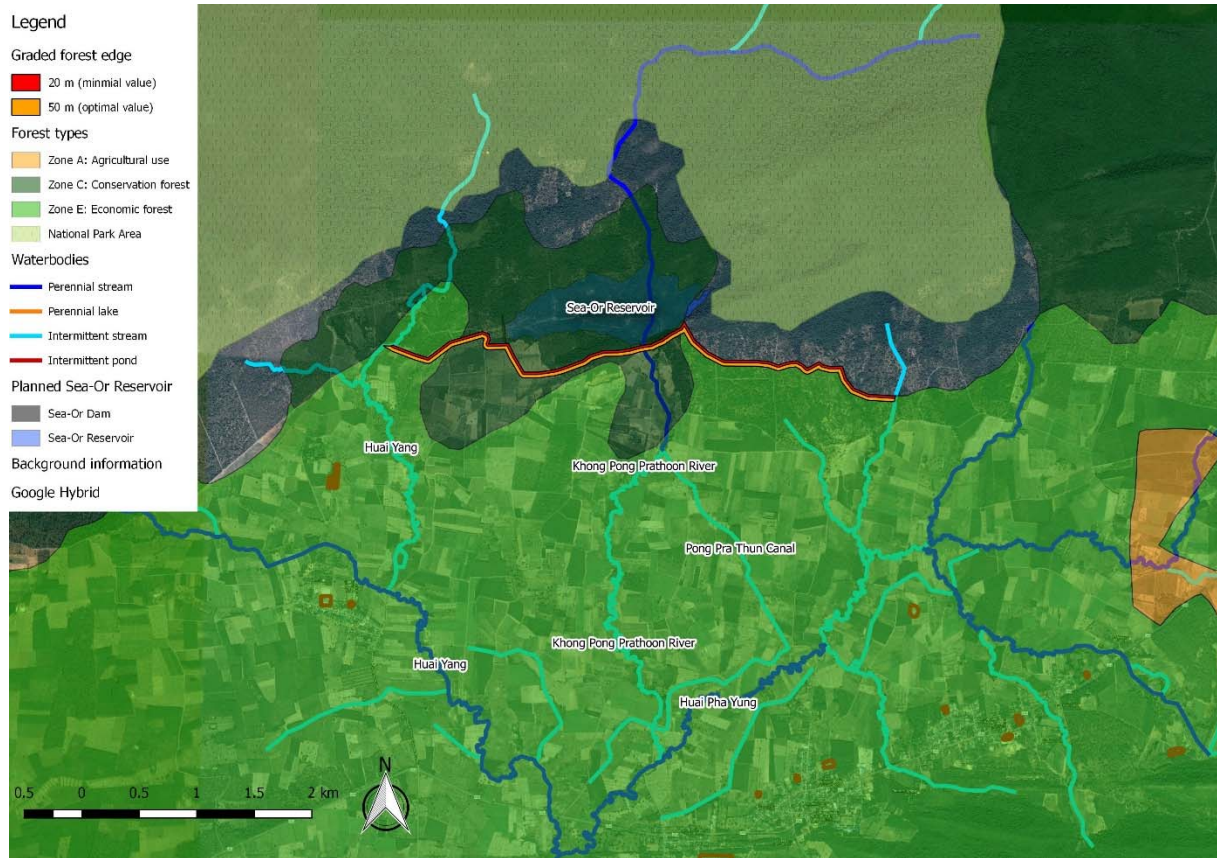 Legend
Graded forest edge
20 m (minmial value)
50 m (optimal value)
Forest types
Zone A: Agricultural use
Zone C: Conservation forest
Zone E: Economic forest
National Park Area
Waterbodies
Perennial stream
Perennial lake
Intermittent stream
Intermittent pond
Planned Sea-Or Reservoir
Sea-Or Dam
Sea-Or Reservoir
Background information
Google Hybrid
Sea-Or Reservoir
Huai Yang
Khong Pong Prathoon River
Pong Pra Thun Canal
Khong Pong Prathoon River
Huai Yang
Huai Pha Yung
N
0.5 0 0.5 1 1.5 2 km